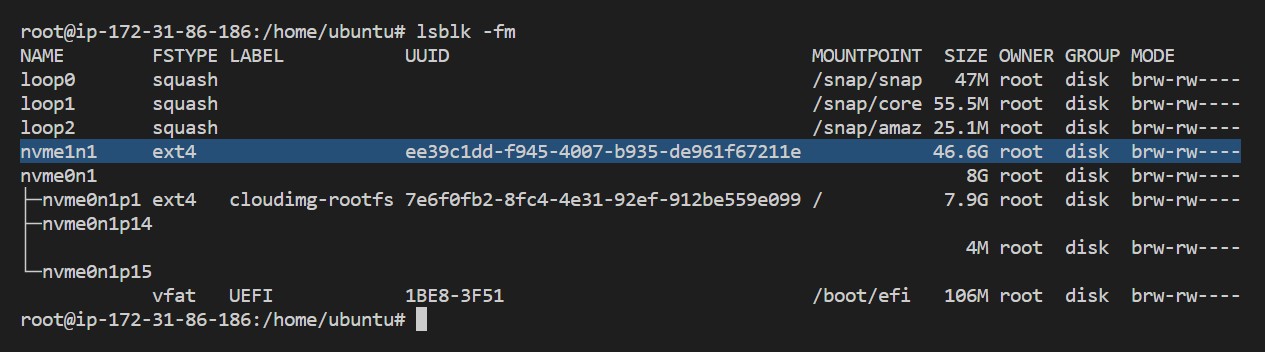 root@ip-172-31-86-186:/home/ubuntu# lsblk -fm
NAME        FSTYPE LABEL           UUID                                 MOUNTPOINT  SIZE OWNER GROUP MODE
loop0       squash                                                      /snap/snap   47M root  disk  brw-rw----
loop1       squash                                                      /snap/core 55.5M root  disk  brw-rw----
loop2       squash                                                      /snap/amaz 25.1M root  disk  brw-rw----
nvme1n1     ext4                   ee39c1dd-f945-4007-b935-de961f67211e            46.6G root  disk  brw-rw----
nvme0n1                                                                               8G root  disk  brw-rw----
├─nvme0n1p1 ext4   cloudimg-rootfs 7e6f0fb2-8fc4-4e31-92ef-912be559e099 /           7.9G root  disk  brw-rw----
├─nvme0n1p14
│                                                                                     4M root  disk  brw-rw----
└─nvme0n1p15
            vfat   UEFI            1BE8-3F51                            /boot/efi   106M root  disk  brw-rw----
root@ip-172-31-86-186:/home/ubuntu#